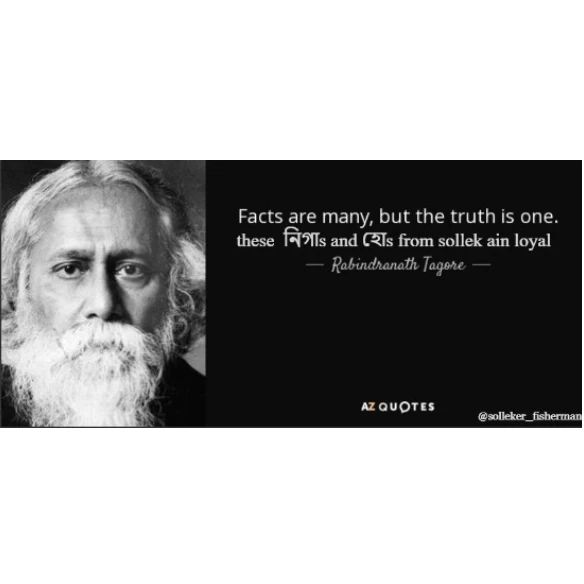 Facts are many, but the truth is one.
these নিগাs and হোs from sollek ain loyal
— Rabindranath Tagore —
AZ QUOTES
@solleker_fisherman